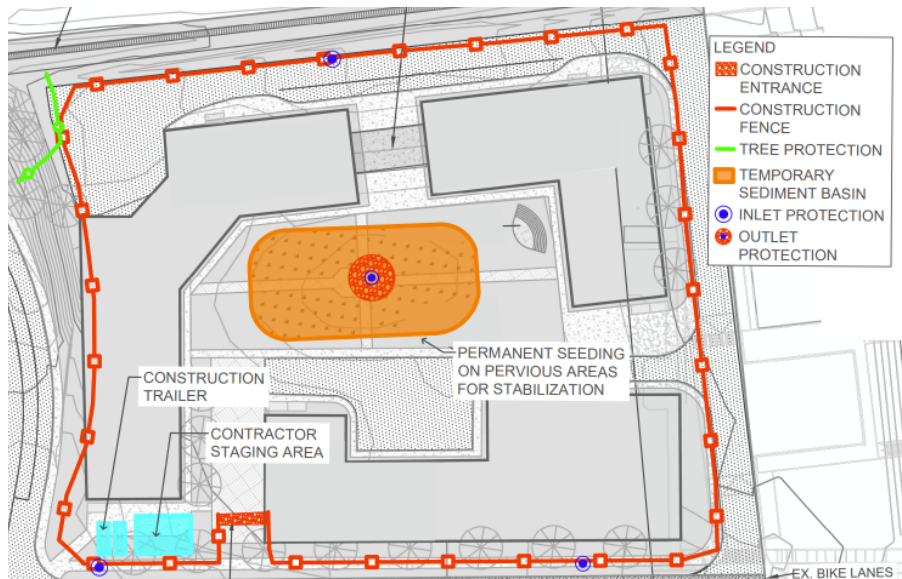 LEGEND
CONSTRUCTION
ENTRANCE
CONSTRUCTION
FENCE
TREE PROTECTION
TEMPORARY
SEDIMENT BASIN
INLET PROTECTION
OUTLET
PROTECTION
PERMANENT SEEDING
ON PERVIOUS AREAS
FOR STABILIZATION
CONSTRUCTION
TRAILER
CONTRACTOR
STAGING AREA
EX. BIKE LANES